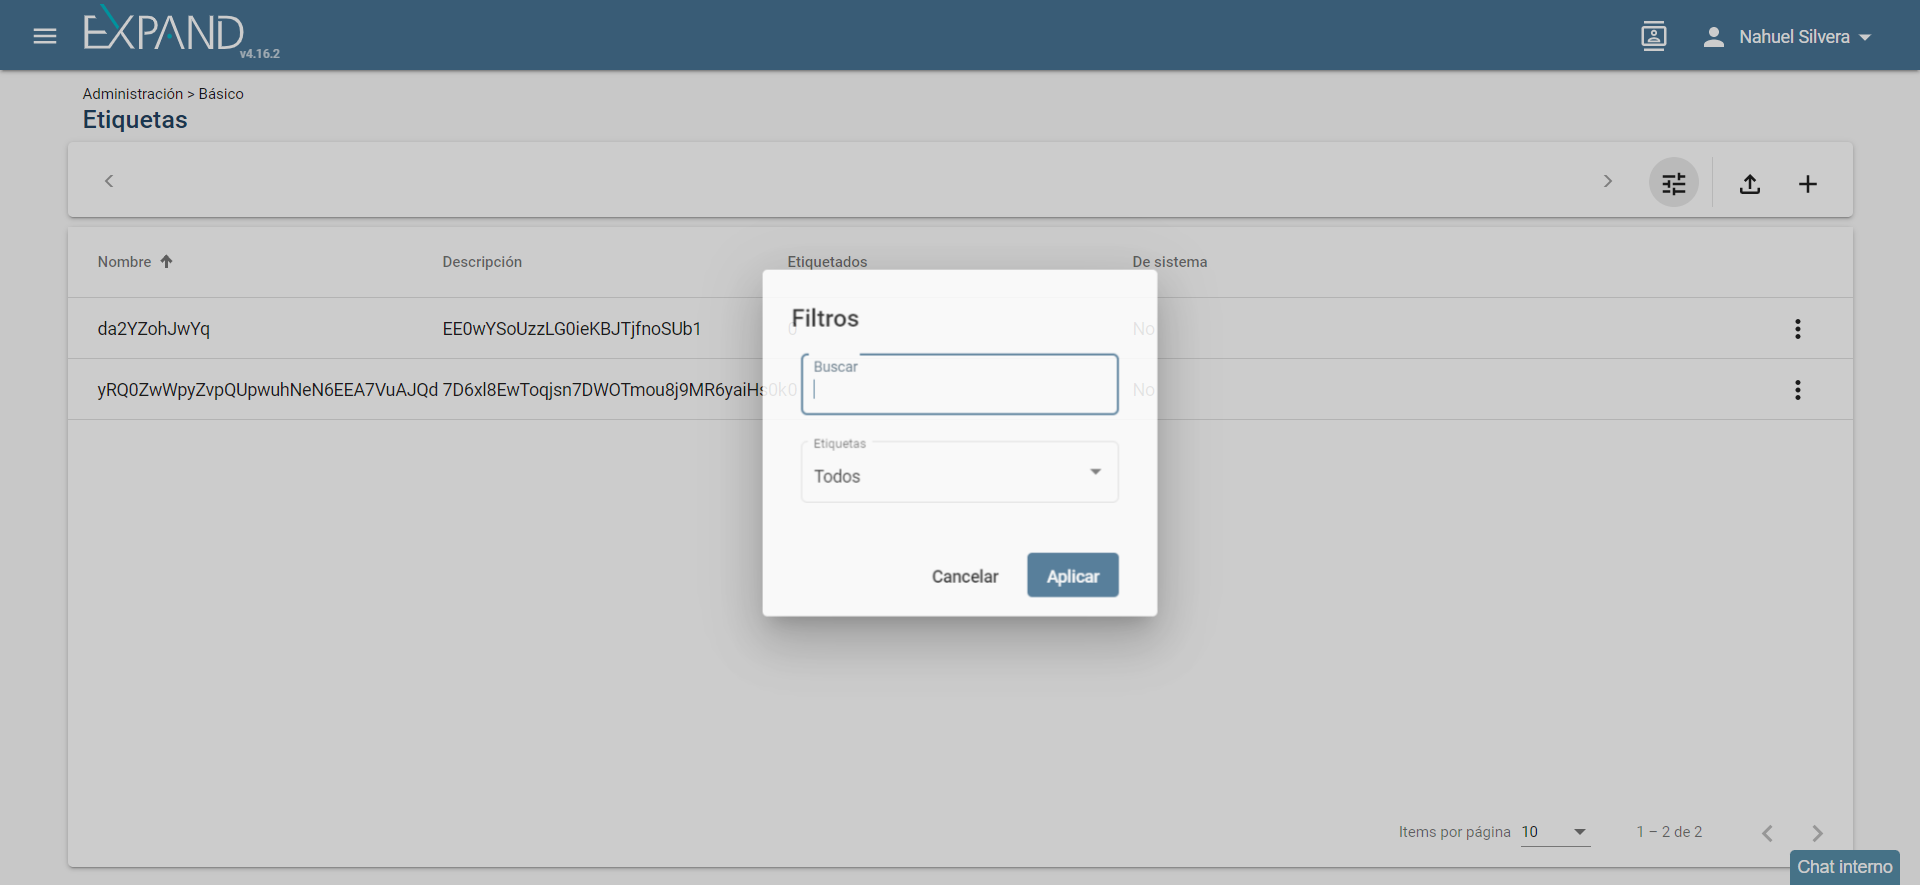 EXPAND
v4.16.2
Nahuel Silvera
Administración > Básico
Etiquetas
Nombre Descripción Etiquetados De sistema
da2YZohJwYq EE0wYSoUzzLG0ieKBJTjfnoSUb1 0 No
yRQ0ZwWpyZvpQUpwuhNeN6EEA7VuAJQd 7D6xl8EwToqjsn7DWOTmou8j9MR6yaiHs0k0 No
Filtros
Buscar
Etiquetas
Todos
Cancelar Aplicar
Items por página 10 1 – 2 de 2
Chat interno